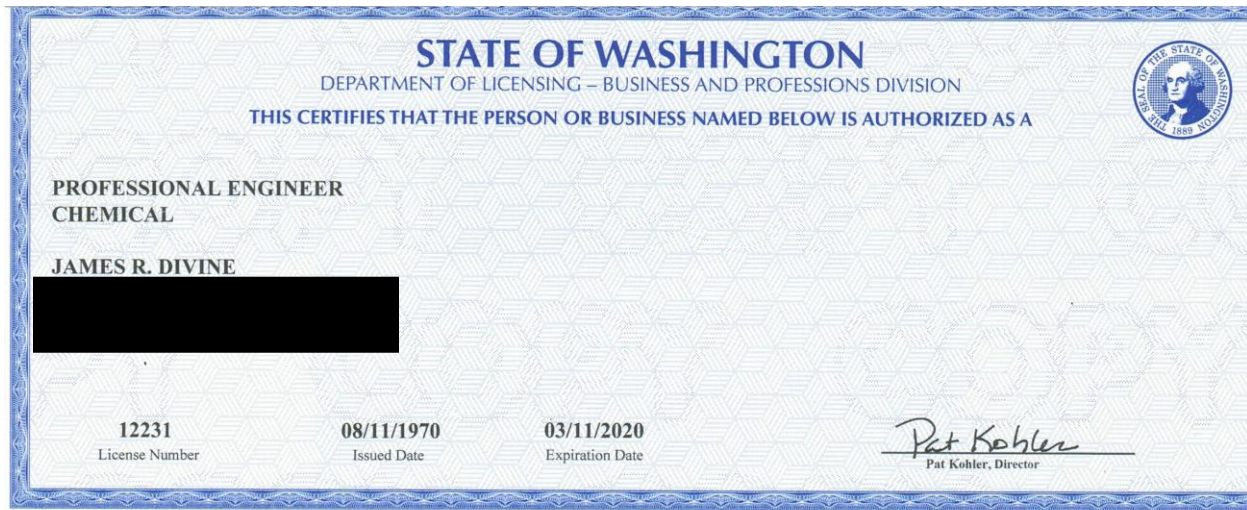 STATE OF WASHINGTON
DEPARTMENT OF LICENSING – BUSINESS AND PROFESSIONS DIVISION
THIS CERTIFIES THAT THE PERSON OR BUSINESS NAMED BELOW IS AUTHORIZED AS A
THE SEAL OF THE STATE OF WASHINGTON
1889
PROFESSIONAL ENGINEER
CHEMICAL
JAMES R. DIVINE
12231
License Number
08/11/1970
Issued Date
03/11/2020
Expiration Date
Pat Kohler
Pat Kohler, Director